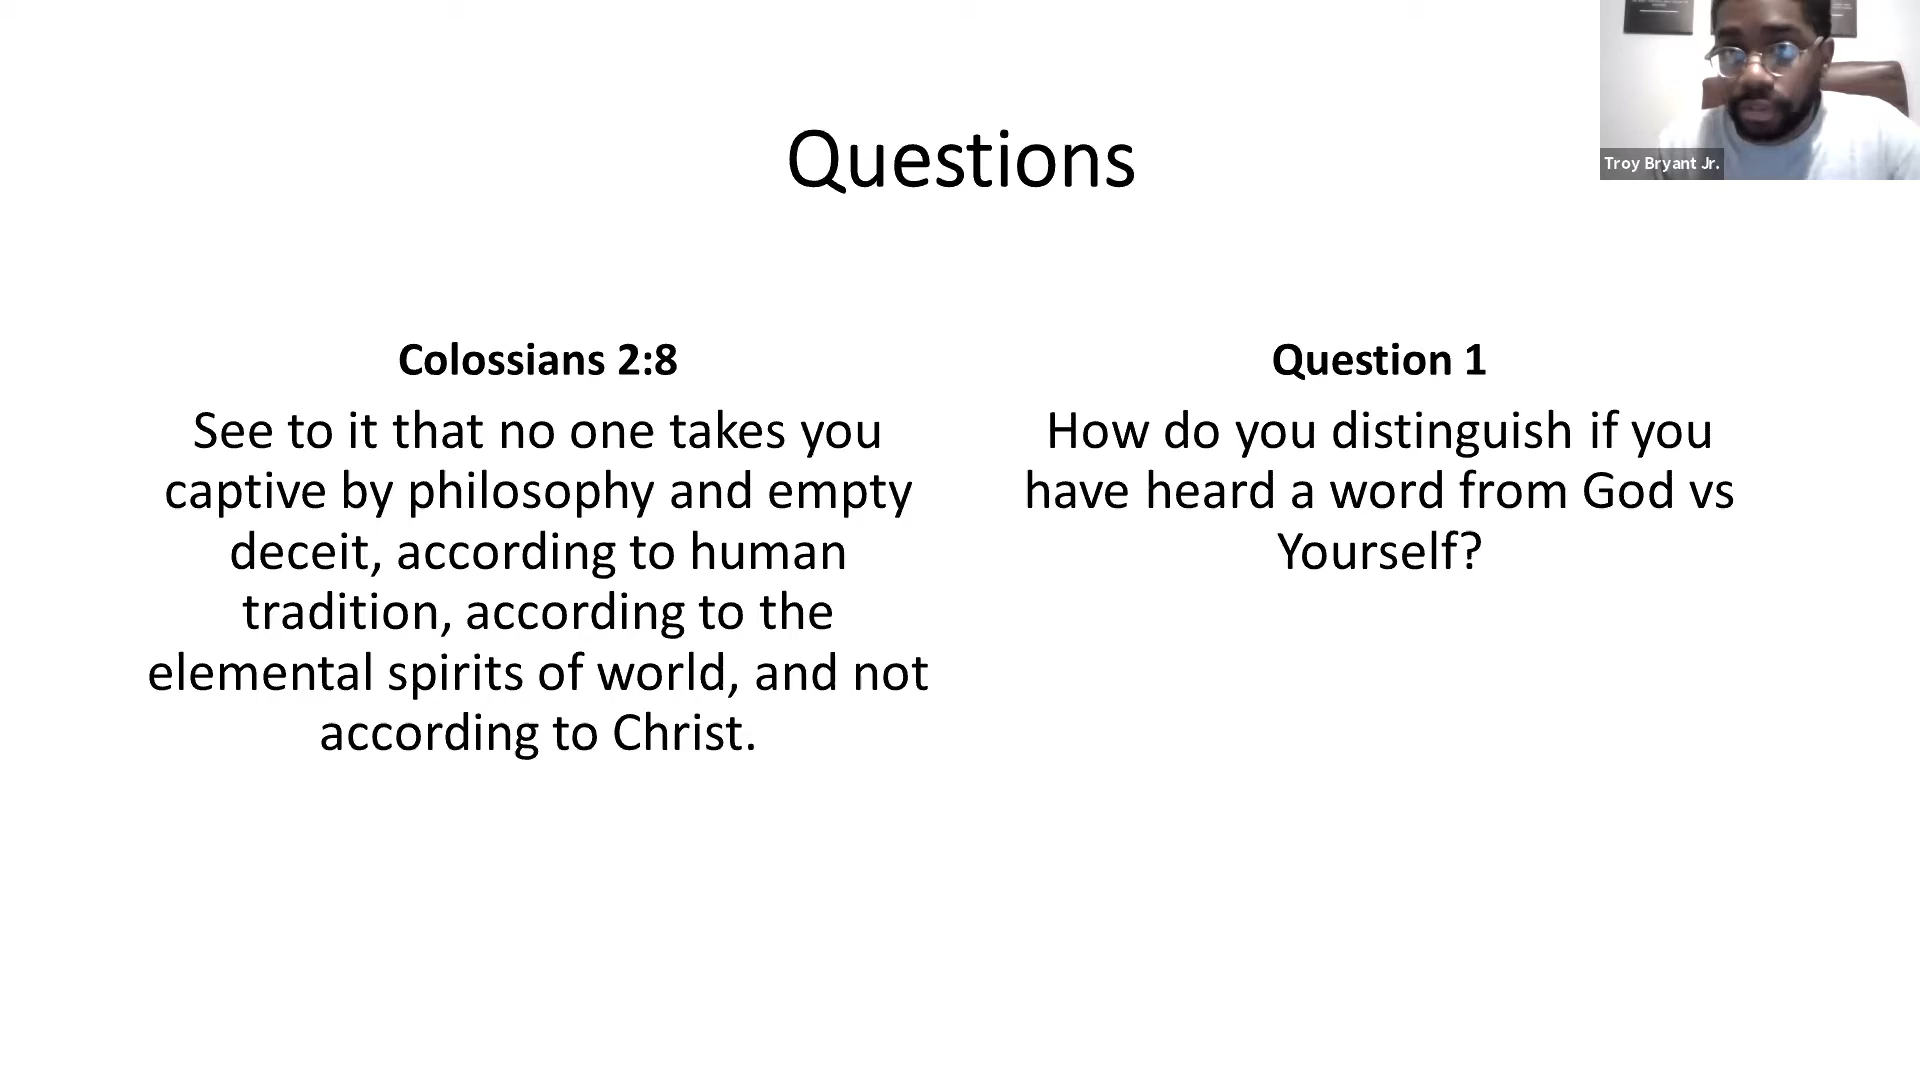 Questions
Troy Bryant Jr.
Colossians 2:8
See to it that no one takes you
captive by philosophy and empty
deceit, according to human
tradition, according to the
elemental spirits of world, and not
according to Christ.
Question 1
How do you distinguish if you
have heard a word from God vs
Yourself?